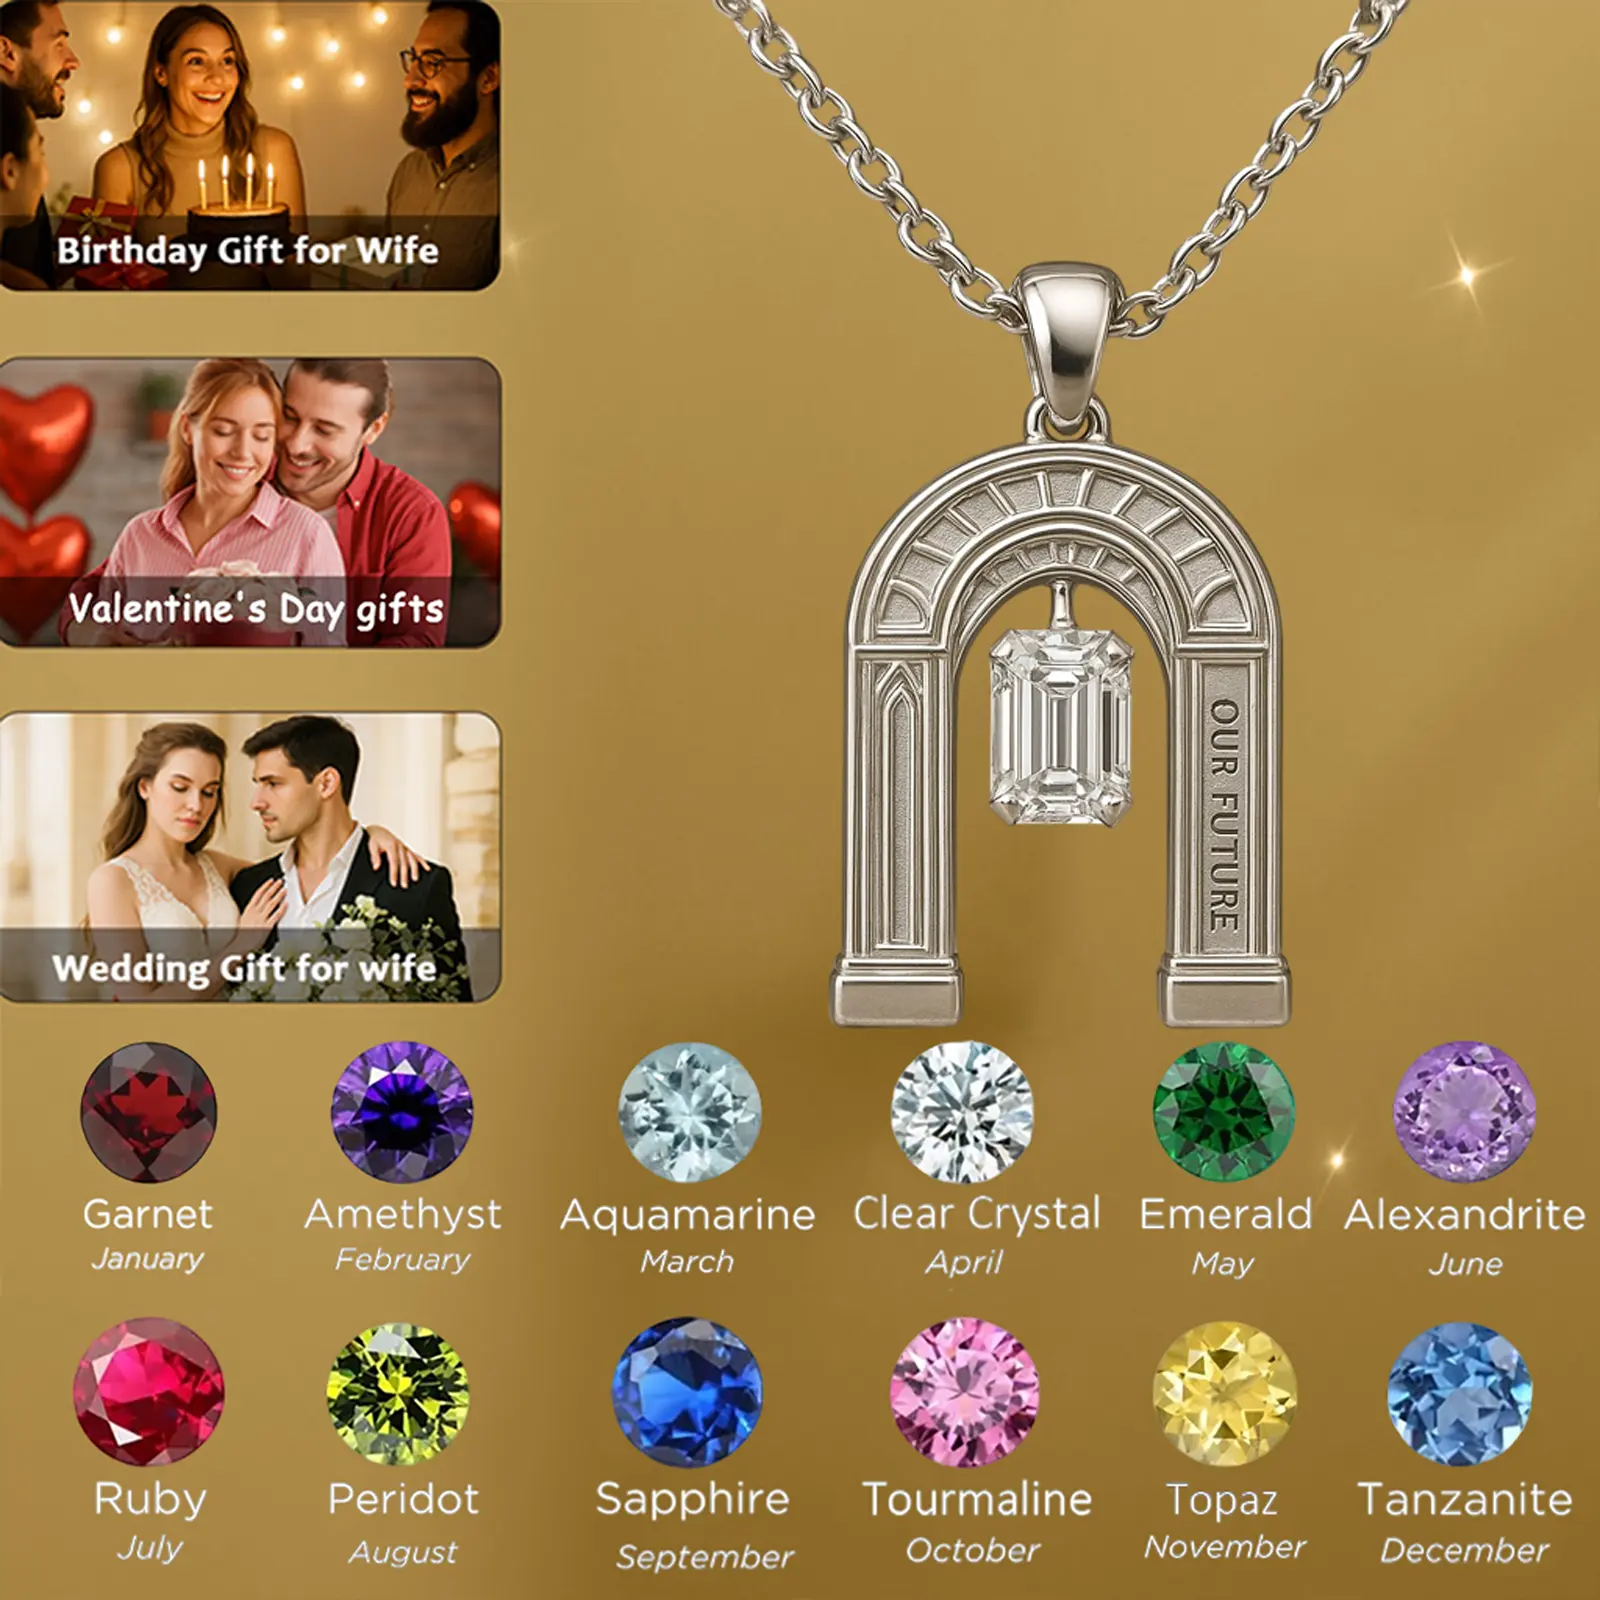 Birthday Gift for Wife
Valentine's Day gifts
Wedding Gift for wife
OUR FUTURE
Garnet
January
Amethyst
February
Aquamarine
March
Clear Crystal
April
Emerald
May
Alexandrite
June
Ruby
July
Peridot
August
Sapphire
September
Tourmaline
October
Topaz
November
Tanzanite
December